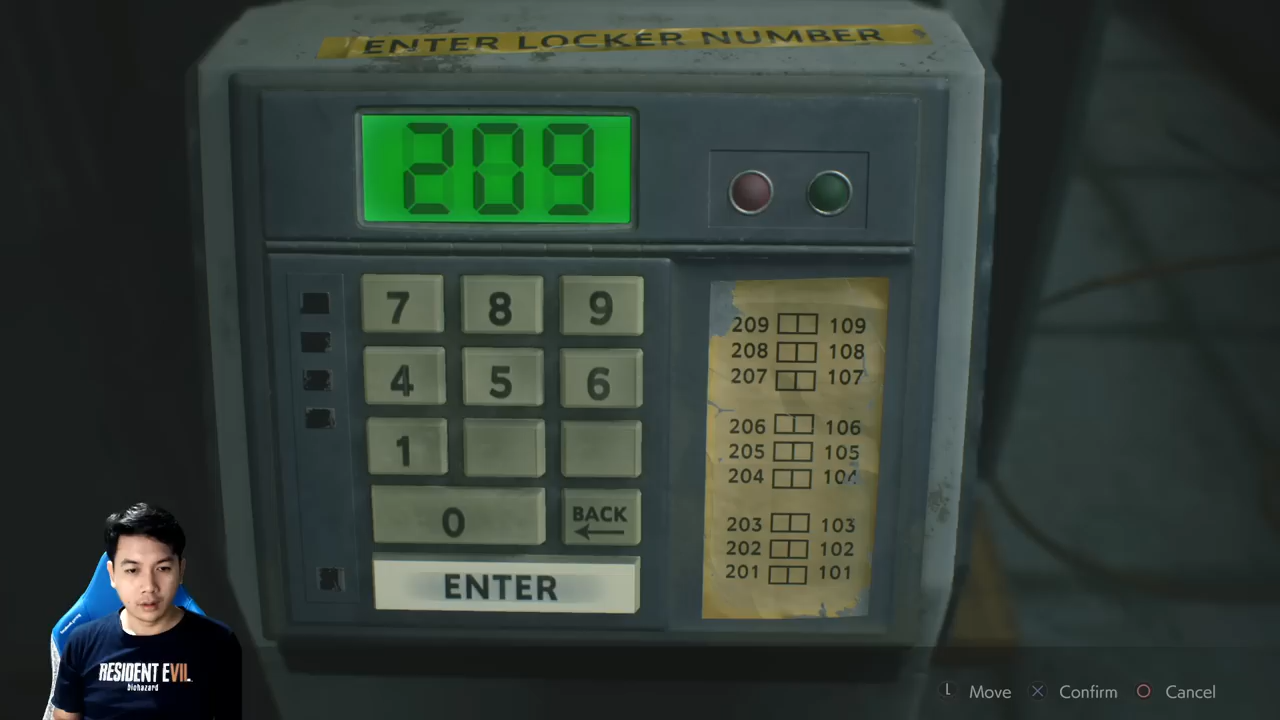 ENTER LOCKER NUMBER
209
7 8 9
4 5 6
1
0 BACK
ENTER
209 109
208 108
207 107
206 106
205 105
204 104
203 103
202 102
201 101
RESIDENT EVIL
biohazard
L Move Confirm Cancel